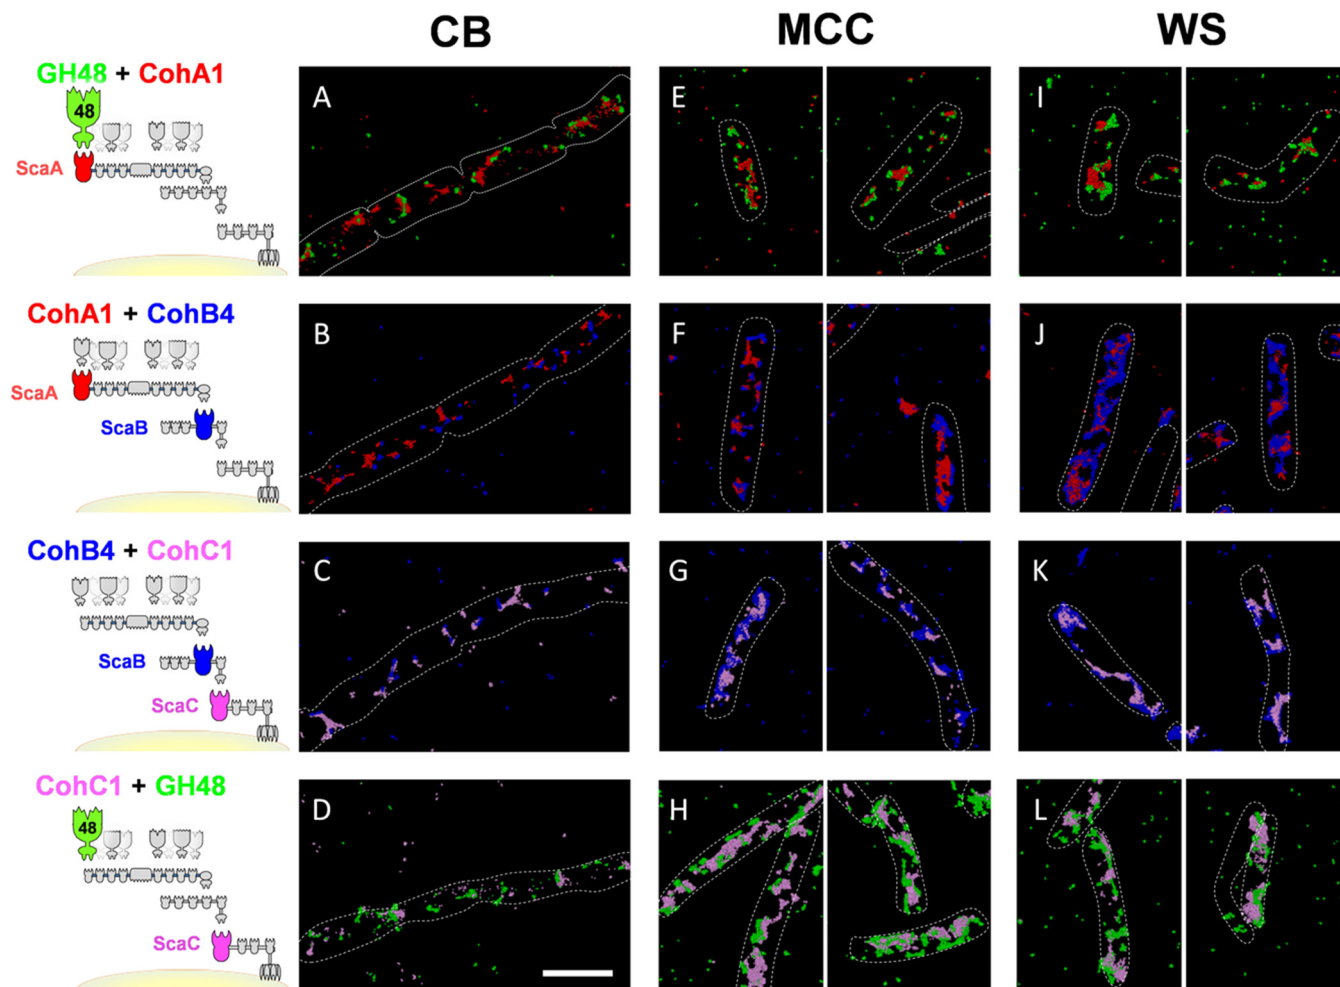 CB MCC WS
GH48 + CohA1
48
ScaA
A E I
CohA1 + CohB4
ScaA
ScaB
B F J
CohB4 + CohC1
ScaB
ScaC
C G K
CohC1 + GH48
48
ScaC
D H L